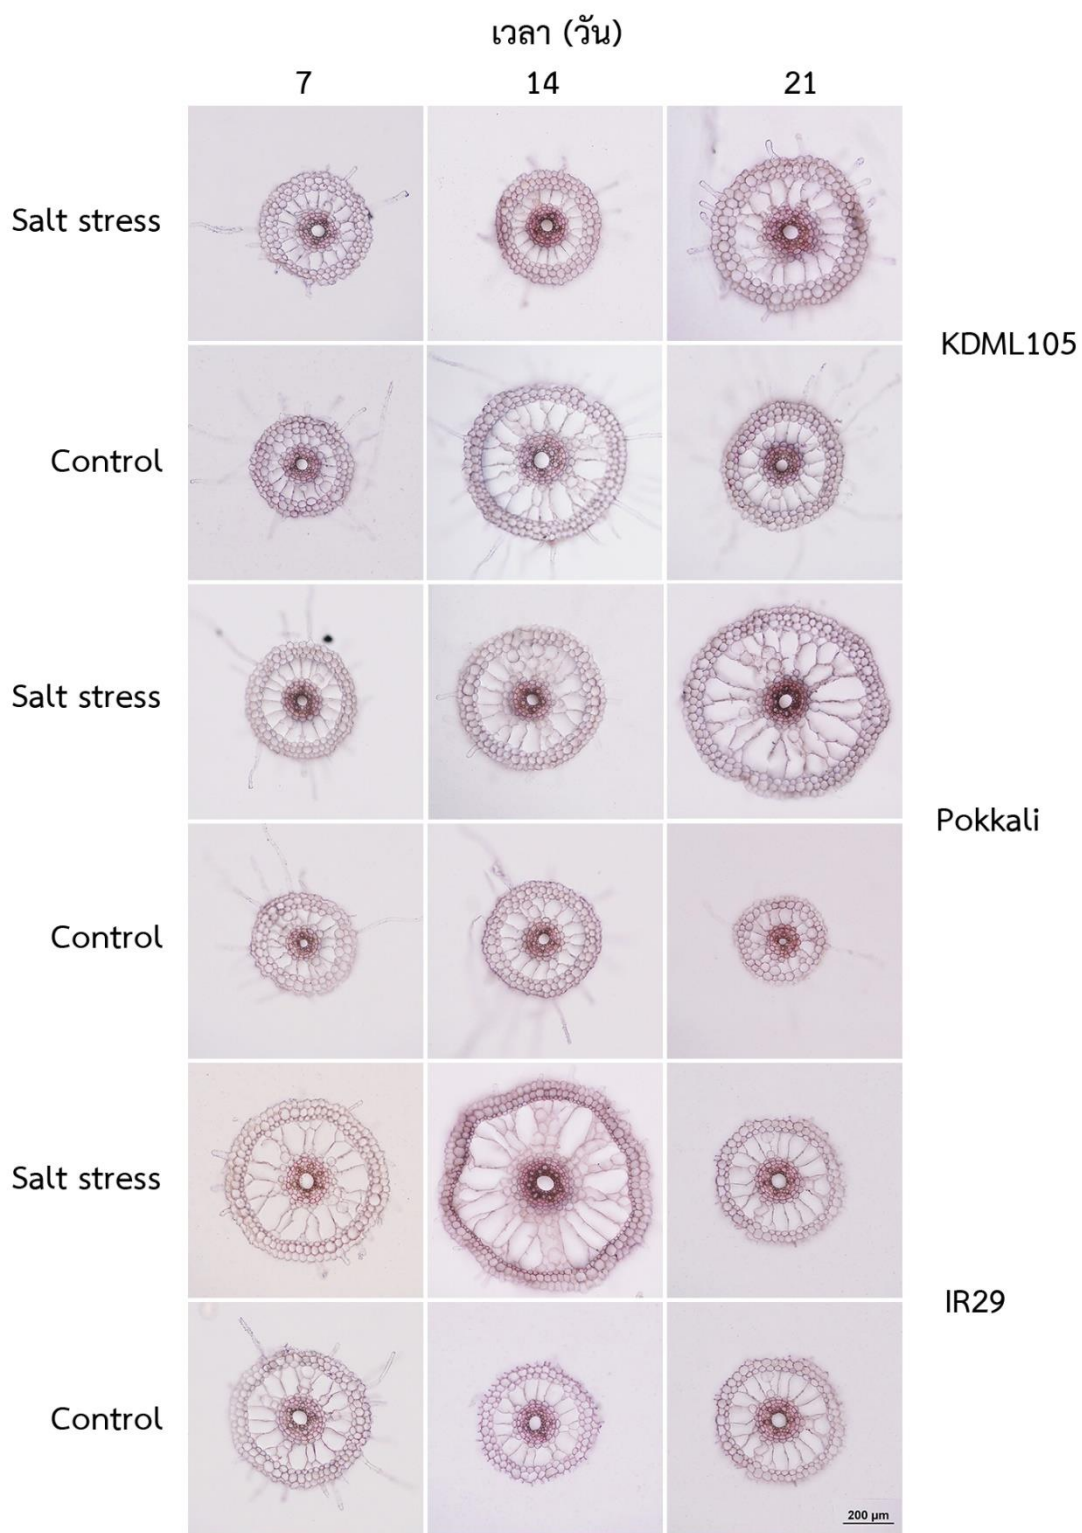 เวลา (วัน)
7 14 21
Salt stress
KDML105
Control
Salt stress
Pokkali
Control
Salt stress
IR29
Control
200 μm